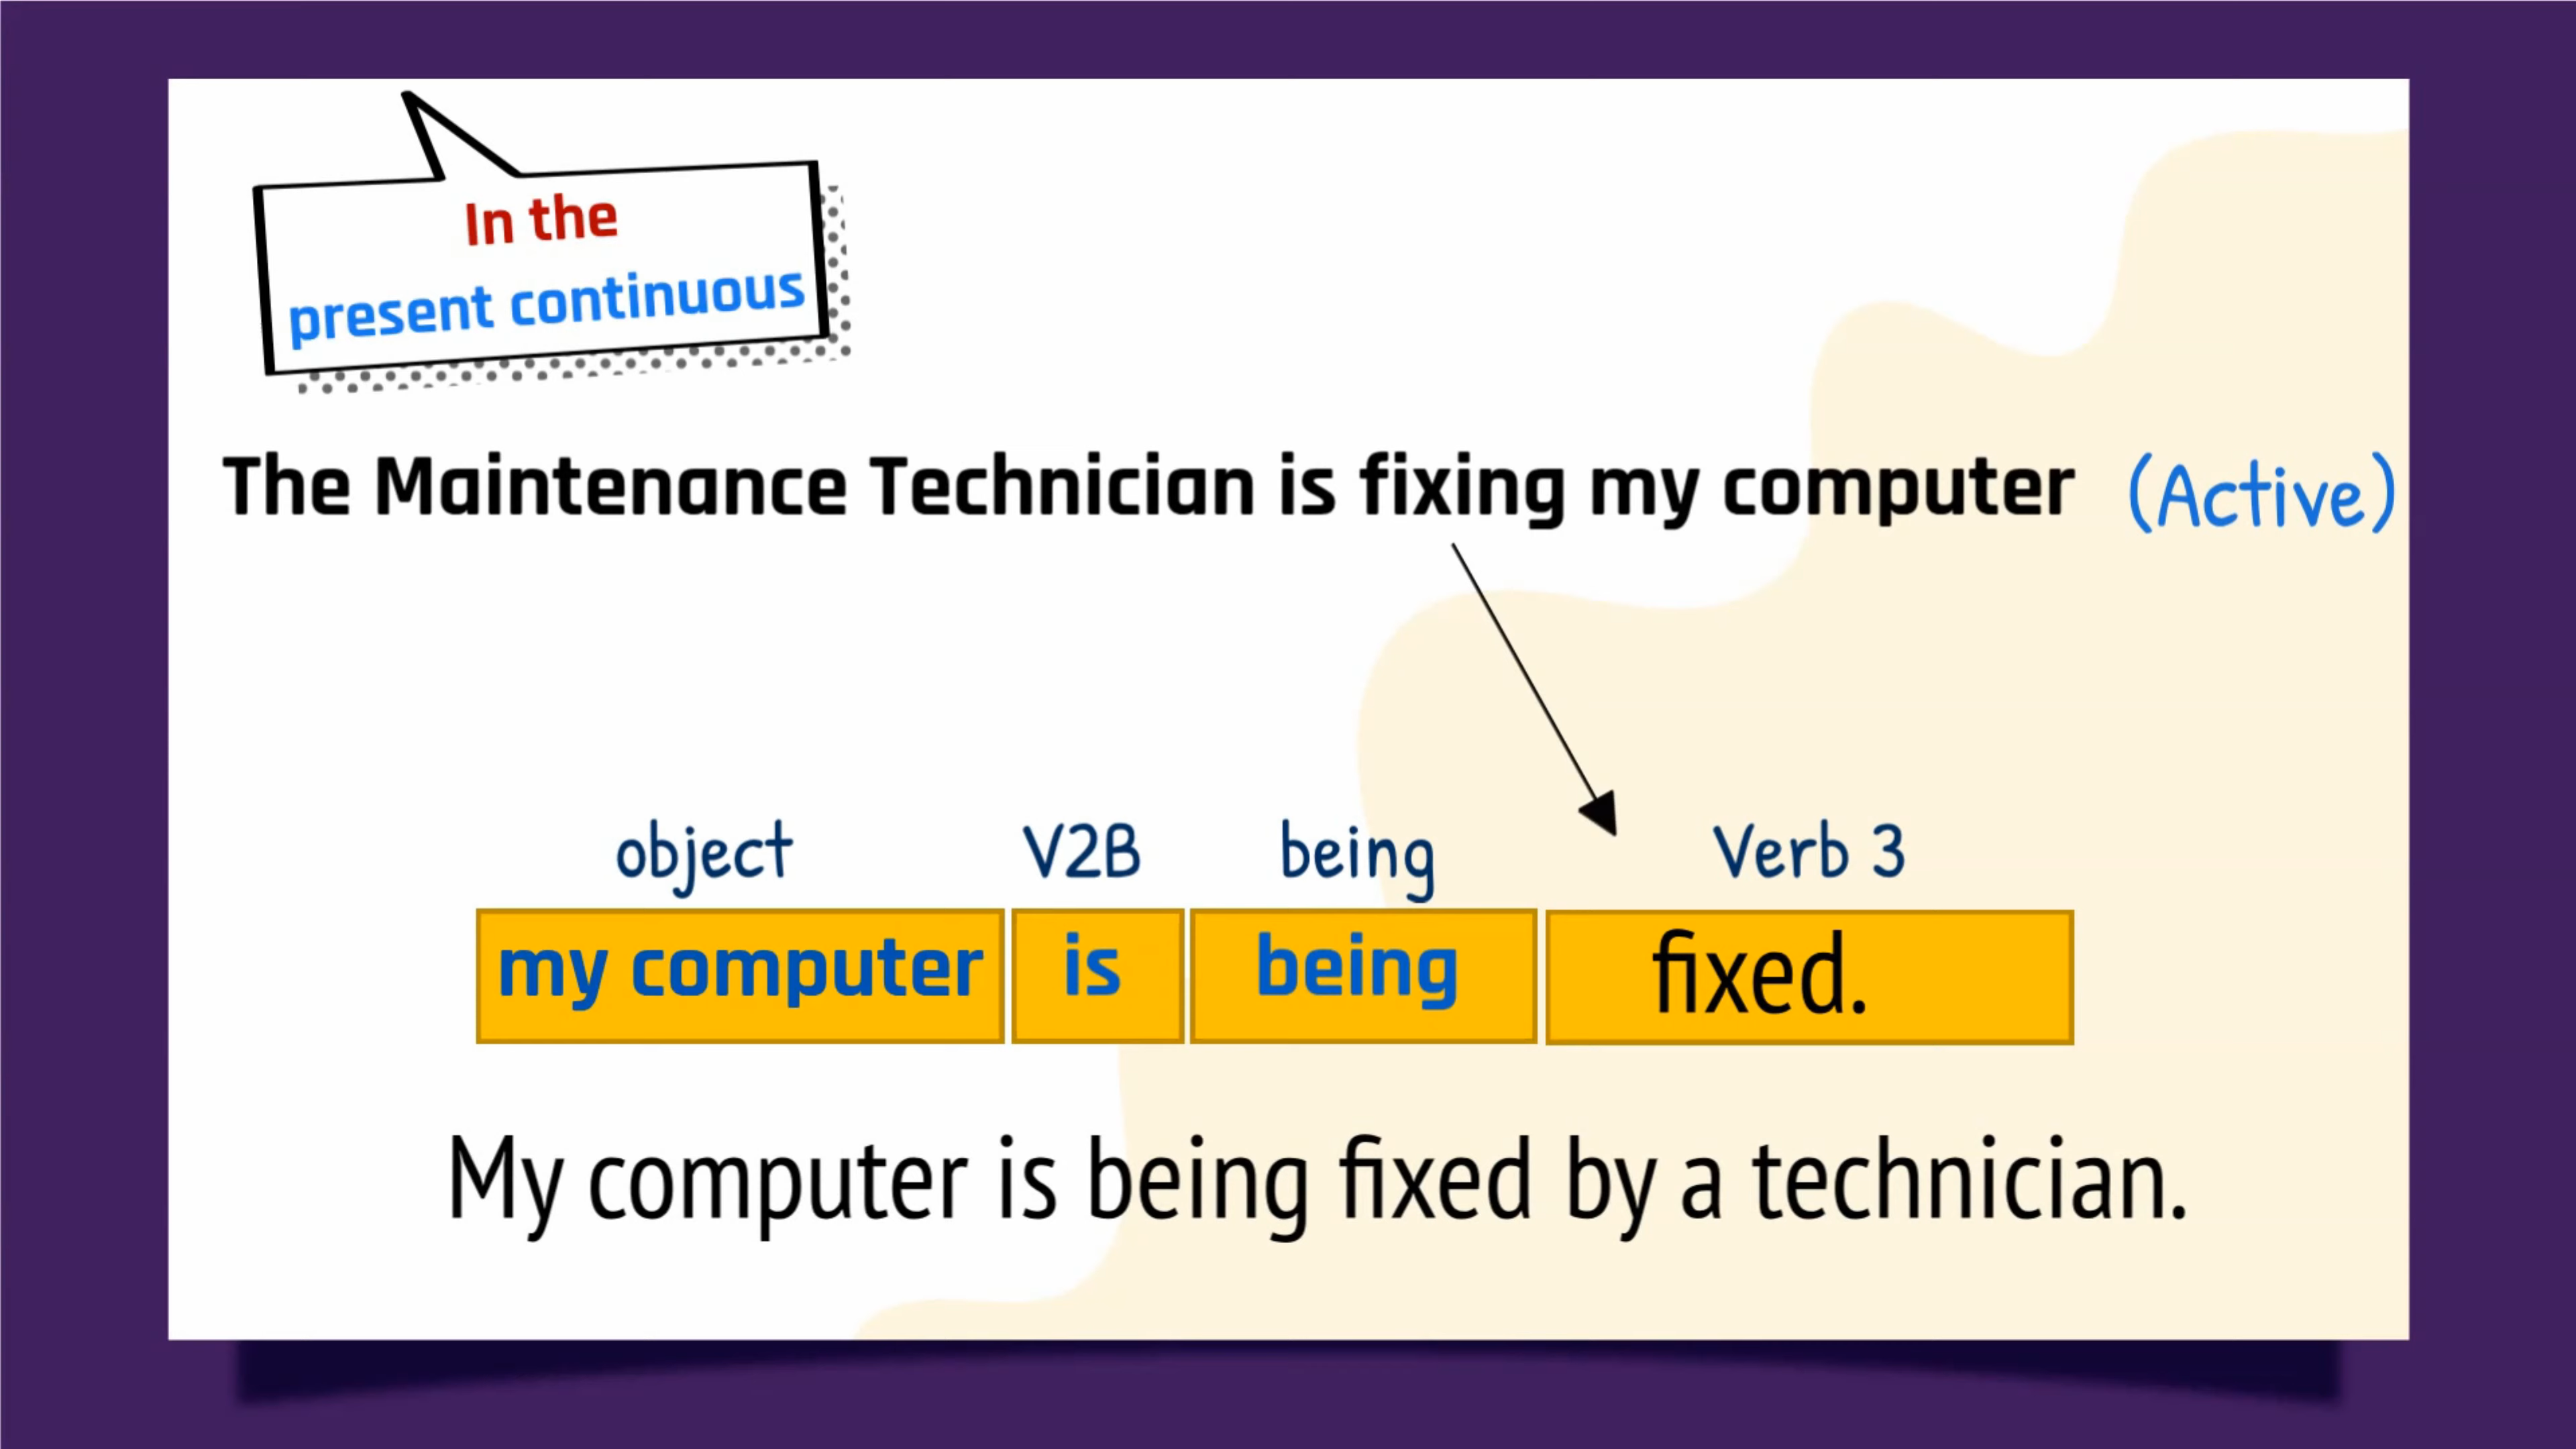 In the
present continuous
The Maintenance Technician is fixing my computer (Active)
object V2B being Verb 3
my computer is being fixed.
My computer is being fixed by a technician.